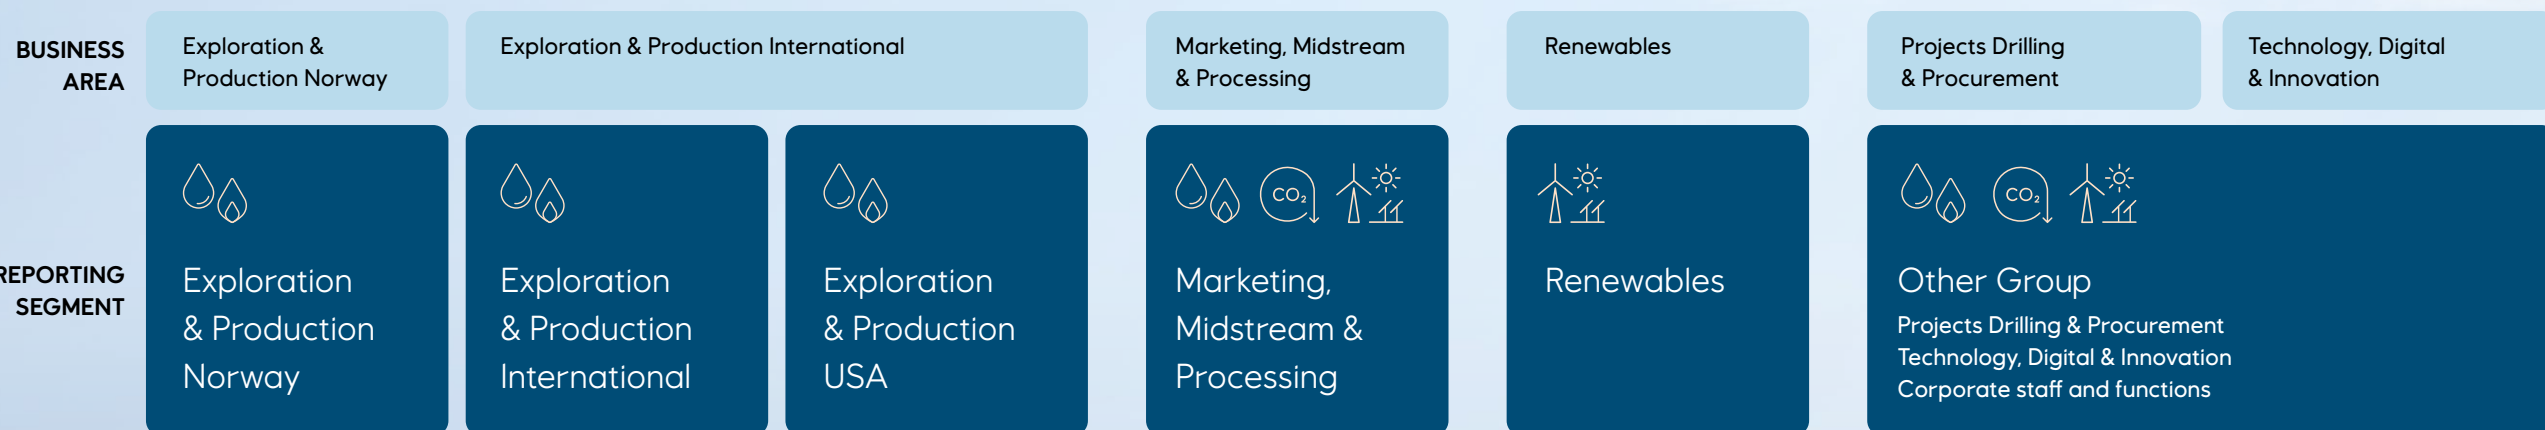 BUSINESS
AREA
Exploration &
Production Norway
Exploration & Production International
Marketing, Midstream
& Processing
Renewables
Projects Drilling
& Procurement
Technology, Digital
& Innovation
REPORTING
SEGMENT
Exploration
& Production
Norway
Exploration
& Production
International
Exploration
& Production
USA
CO₂
Marketing,
Midstream &
Processing
Renewables
CO₂
Other Group
Projects Drilling & Procurement
Technology, Digital & Innovation
Corporate staff and functions